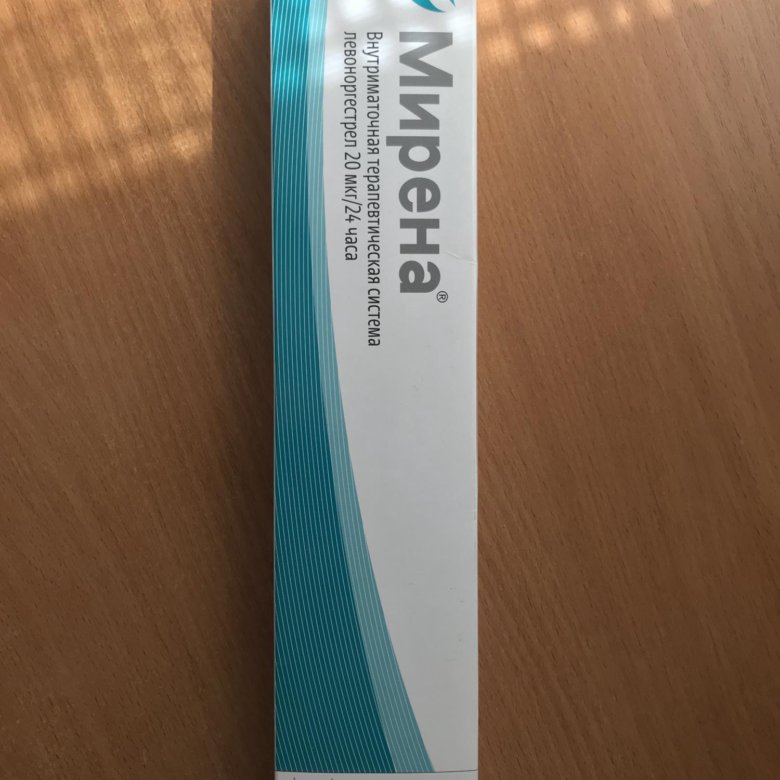 Мирена®
Внутриматочная терапевтическая система
левоноргестрел 20 мкг/24 часа